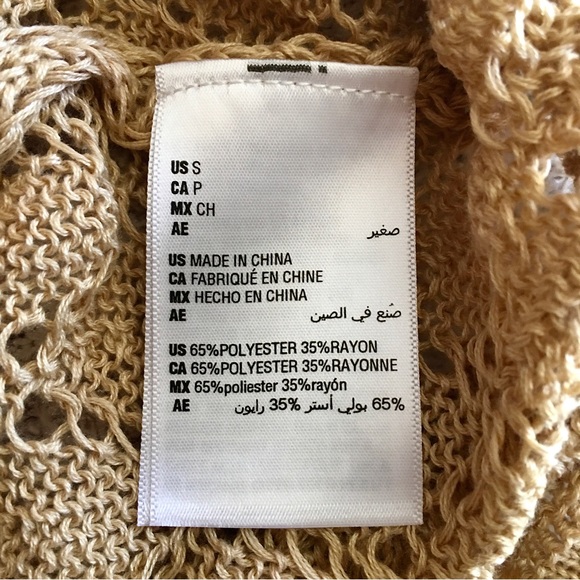 US S
CA P
MX CH
AE صغير
US MADE IN CHINA
CA FABRIQUÉ EN CHINE
MX HECHO EN CHINA
AE صُنع في الصين
US 65%POLYESTER 35%RAYON
CA 65%POLYESTER 35%RAYONNE
MX 65%poliester 35%rayón
AE 65% بولي أستر 35% رايون